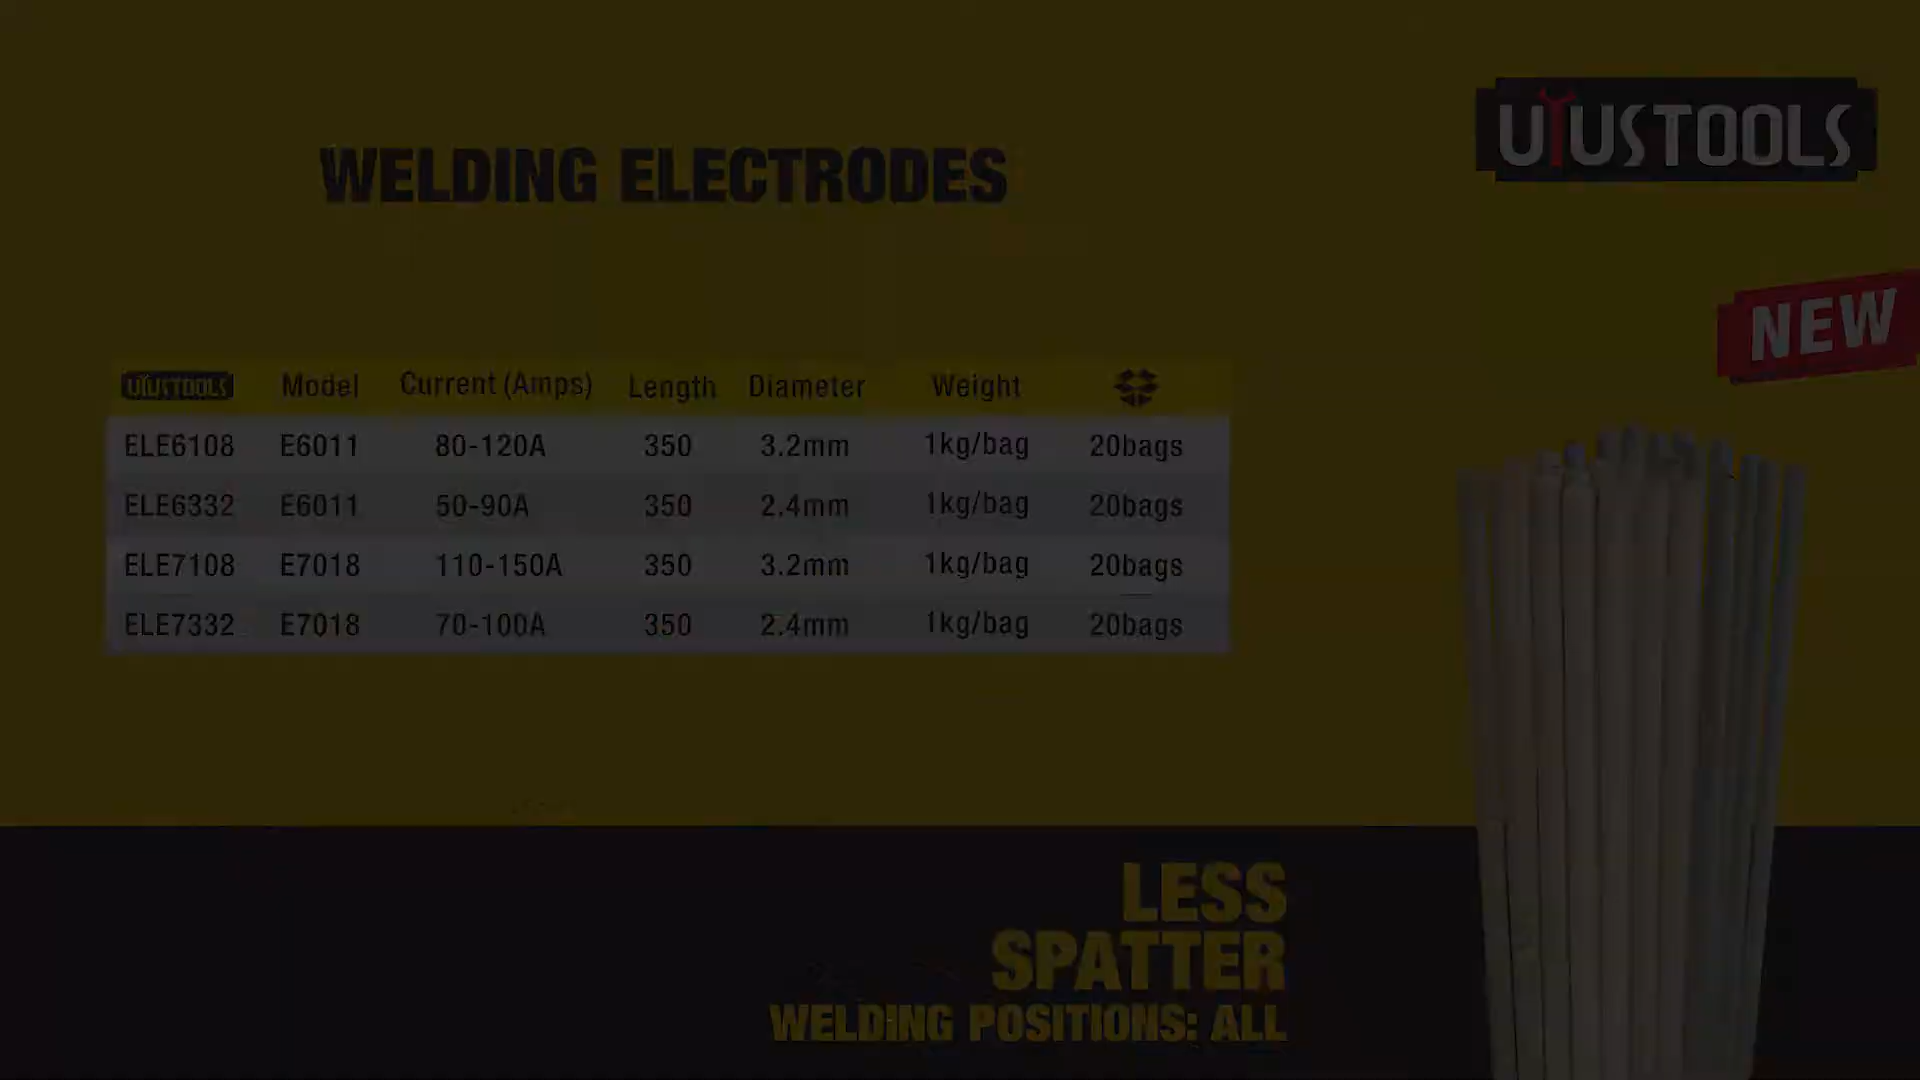 UYUSTOOLS
WELDING ELECTRODES
NEW
UYUSTOOLS Model Current (Amps) Length Diameter Weight
ELE6108 E6011 80-120A 350 3.2mm 1kg/bag 20bags
ELE6332 E6011 50-90A 350 2.4mm 1kg/bag 20bags
ELE7108 E7018 110-150A 350 3.2mm 1kg/bag 20bags
ELE7332 E7018 70-100A 350 2.4mm 1kg/bag 20bags
LESS
SPATTER
WELDING POSITIONS: ALL